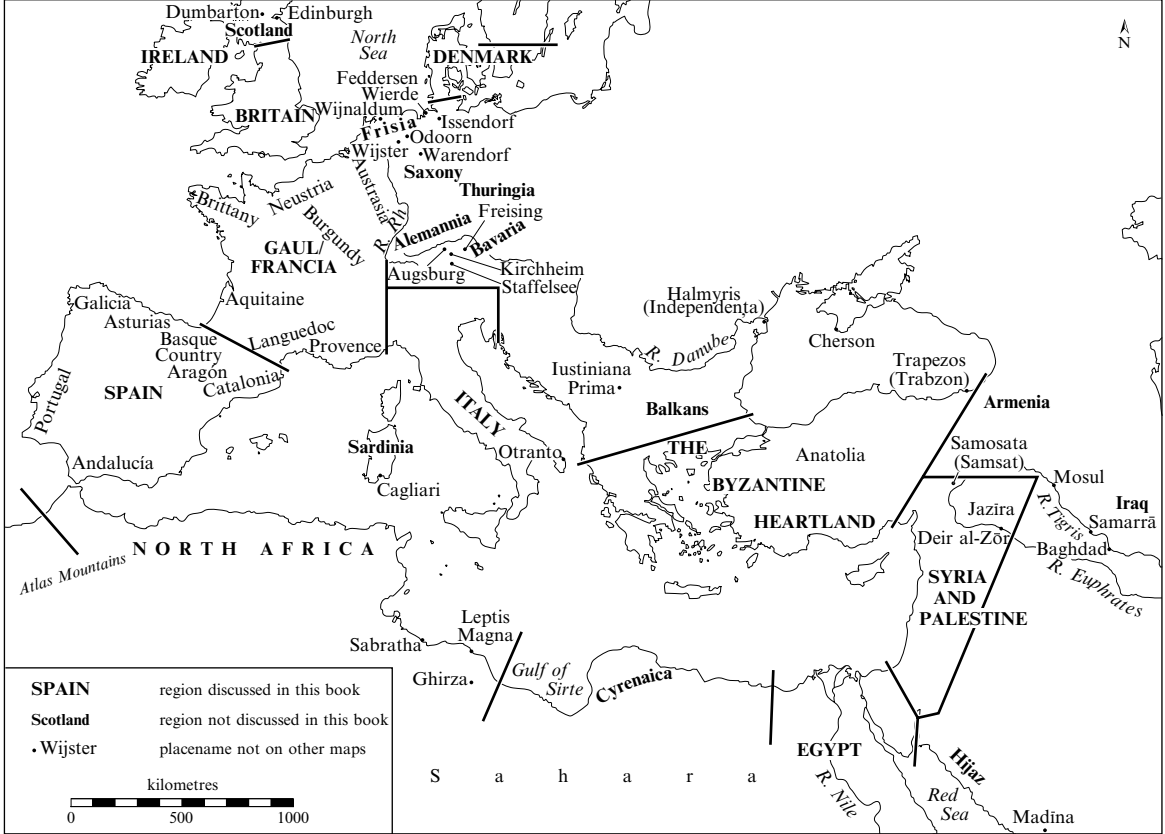 Dumbarton
Edinburgh
Scotland
North
Sea
N
IRELAND
DENMARK
Feddersen
Wierde
BRITAIN
Wijnaldum
Frisia
Issendorf
Odoorn
Wijster
Warendorf
Saxony
Austrasia
Thuringia
Neustria
Brittany
Freising
Burgundy
R. Rh
Alemannia
Bavaria
GAUL/
FRANCIA
Augsburg
Kirchheim
Staffelsee
Galicia
Aquitaine
Halmyris
(Independenta)
Asturias
Languedoc
Basque
Country
Provence
Cherson
R. Danube
Trapezos
(Trabzon)
Aragón
Iustiniana
Prima
Catalonia
Portugal
SPAIN
ITALY
Balkans
Armenia
Sardinia
THE
Otranto
Anatolia
Samosata
(Samsat)
Andalucía
Cagliari
BYZANTINE
Mosul
HEARTLAND
Jazīra
R. Tigris
Iraq
Samarrā
Deir al-Zōr
Baghdad
NORTH AFRICA
Atlas Mountains
R. Euphrates
SYRIA
AND
PALESTINE
Leptis
Magna
Sabratha
Ghirza
Gulf of
Sirte
Cyrenaica
EGYPT
Hijaz
Sahara
R. Nile
Red
Sea
Madīna
SPAIN region discussed in this book
Scotland region not discussed in this book
Wijster placename not on other maps
kilometres
0 500 1000